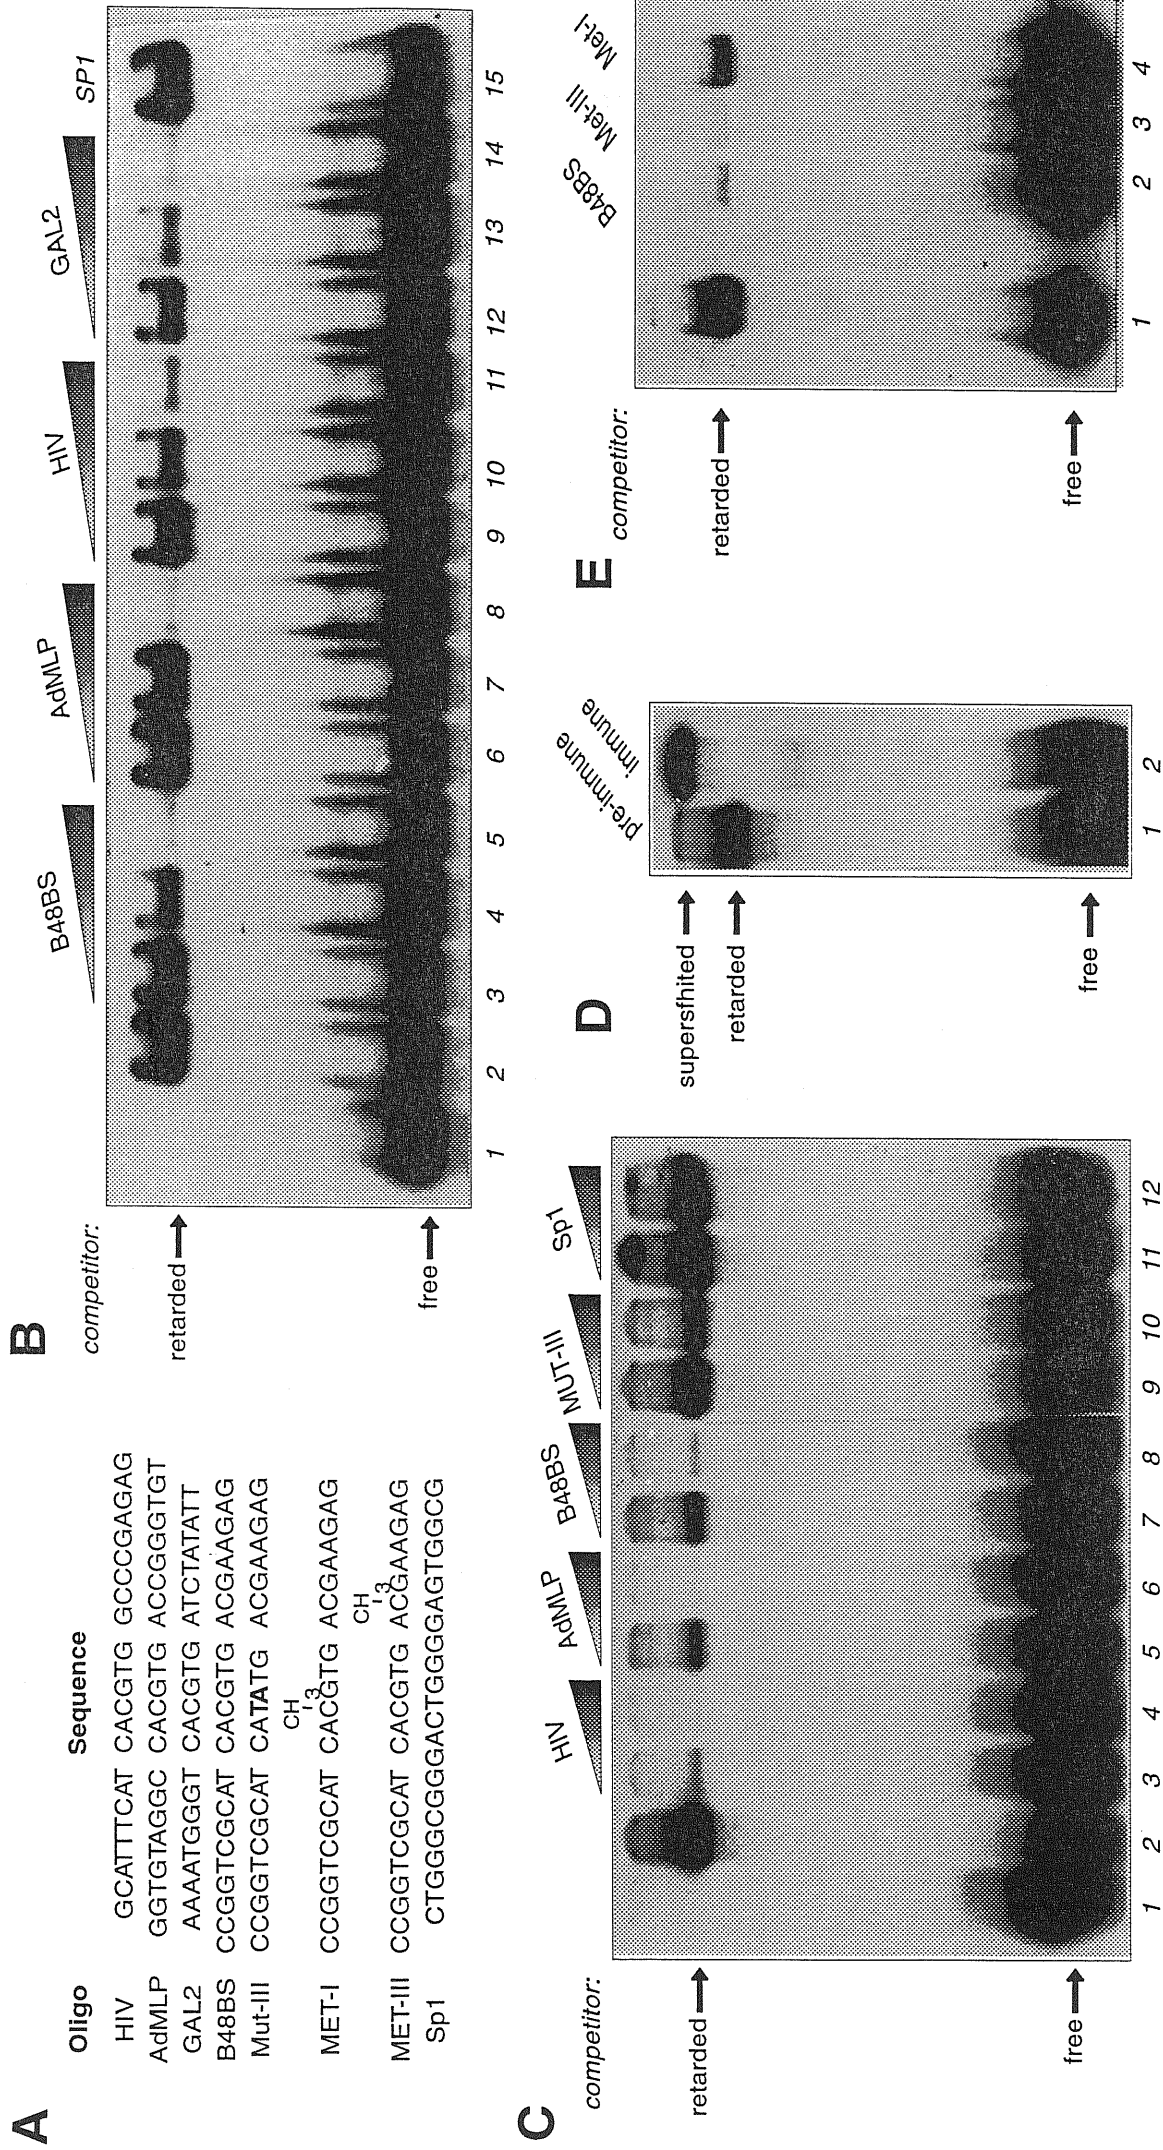 A
Oligo Sequence
HIV GCATTTCAT CACGTG GCCCGAGAG
AdMLP GGTGTAGGC CACGTG ACCGGGTGT
GAL2 AAAATGGGT CACGTG ATCTATATT
B48BS CCGGTCGCAT CACGTG ACGAAGAG
Mut-III CCGGTCGCAT CATATG ACGAAGAG
CH3
MET-I CCGGTCGCAT CACGTG ACGAAGAG
CH3
MET-III CCGGTCGCAT CACGTG ACGAAGAG
Sp1 CTGGGCGGGACTGGGGAGTGGCG
B
competitor: B48BS AdMLP HIV GAL2 SP1
retarded
free
1 2 3 4 5 6 7 8 9 10 11 12 13 14 15
C
competitor: HIV AdMLP B48BS MUT-III Sp1
retarded
free
1 2 3 4 5 6 7 8 9 10 11 12
D
pre-immune immune
supersfhited
retarded
free
1 2
E
competitor: B48BS Met-III Met-I
retarded
free
1 2 3 4